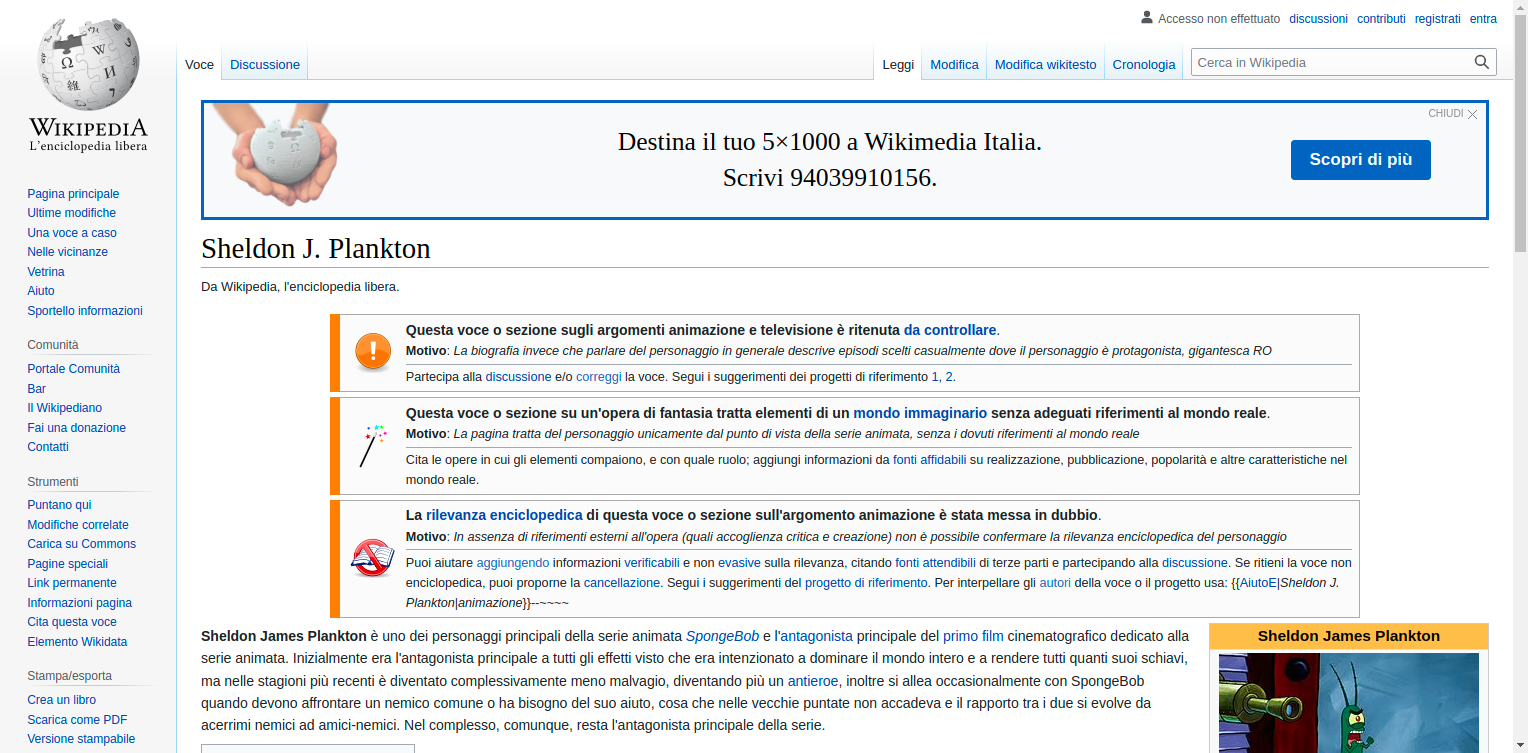 Accesso non effettuato discussioni contributi registrati entra
Voce Discussione Leggi Modifica Modifica wikitesto Cronologia Cerca in Wikipedia
WIKIPEDIA
L'enciclopedia libera
Pagina principale
Ultime modifiche
Una voce a caso
Nelle vicinanze
Vetrina
Aiuto
Sportello informazioni
Comunità
Portale Comunità
Bar
Il Wikipediano
Fai una donazione
Contatti
Strumenti
Puntano qui
Modifiche correlate
Carica su Commons
Pagine speciali
Link permanente
Informazioni pagina
Cita questa voce
Elemento Wikidata
Stampa/esporta
Crea un libro
Scarica come PDF
Versione stampabile
CHIUDI
Destina il tuo 5×1000 a Wikimedia Italia.
Scrivi 94039910156.
Scopri di più
Sheldon J. Plankton
Da Wikipedia, l'enciclopedia libera.
Questa voce o sezione sugli argomenti animazione e televisione è ritenuta da controllare.
Motivo: La biografia invece che parlare del personaggio in generale descrive episodi scelti casualmente dove il personaggio è protagonista, gigantesca RO
Partecipa alla discussione e/o correggi la voce. Segui i suggerimenti dei progetti di riferimento 1, 2.
Questa voce o sezione su un'opera di fantasia tratta elementi di un mondo immaginario senza adeguati riferimenti al mondo reale.
Motivo: La pagina tratta del personaggio unicamente dal punto di vista della serie animata, senza i dovuti riferimenti al mondo reale
Cita le opere in cui gli elementi compaiono, e con quale ruolo; aggiungi informazioni da fonti affidabili su realizzazione, pubblicazione, popolarità e altre caratteristiche nel
mondo reale.
La rilevanza enciclopedica di questa voce o sezione sull'argomento animazione è stata messa in dubbio.
Motivo: In assenza di riferimenti esterni all'opera (quali accoglienza critica e creazione) non è possibile confermare la rilevanza enciclopedica del personaggio
Puoi aiutare aggiungendo informazioni verificabili e non evasive sulla rilevanza, citando fonti attendibili di terze parti e partecipando alla discussione. Se ritieni la voce non
enciclopedica, puoi proporne la cancellazione. Segui i suggerimenti del progetto di riferimento. Per interpellare gli autori della voce o il progetto usa: {{AiutoE|Sheldon J.
Plankton|animazione}}--~~~~
Sheldon James Plankton è uno dei personaggi principali della serie animata SpongeBob e l'antagonista principale del primo film cinematografico dedicato alla
serie animata. Inizialmente era l'antagonista principale a tutti gli effetti visto che era intenzionato a dominare il mondo intero e a rendere tutti quanti suoi schiavi,
ma nelle stagioni più recenti è diventato complessivamente meno malvagio, diventando più un antieroe, inoltre si allea occasionalmente con SpongeBob
quando devono affrontare un nemico comune o ha bisogno del suo aiuto, cosa che nelle vecchie puntate non accadeva e il rapporto tra i due si evolve da
acerrimi nemici ad amici-nemici. Nel complesso, comunque, resta l'antagonista principale della serie.
Sheldon James Plankton